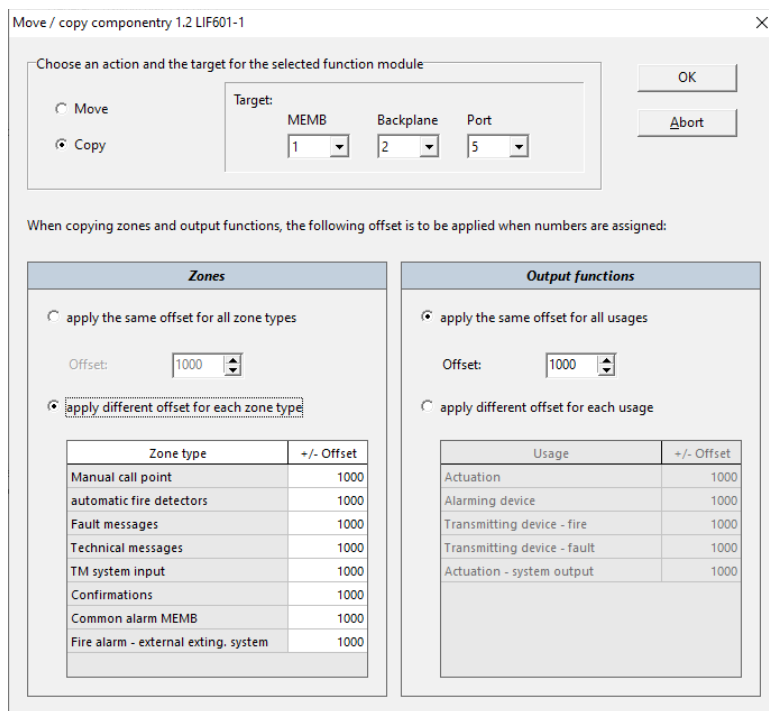 Move / copy componentry 1.2 LIF601-1
Choose an action and the target for the selected function module
Move
Copy
Target:
MEMB Backplane Port
1 2 5
OK
Abort
When copying zones and output functions, the following offset is to be applied when numbers are assigned:
Zones
apply the same offset for all zone types
Offset: 1000
apply different offset for each zone type
Zone type +/- Offset
Manual call point 1000
automatic fire detectors 1000
Fault messages 1000
Technical messages 1000
TM system input 1000
Confirmations 1000
Common alarm MEMB 1000
Fire alarm - external exting. system 1000
Output functions
apply the same offset for all usages
Offset: 1000
apply different offset for each usage
Usage +/- Offset
Actuation 1000
Alarming device 1000
Transmitting device - fire 1000
Transmitting device - fault 1000
Actuation - system output 1000